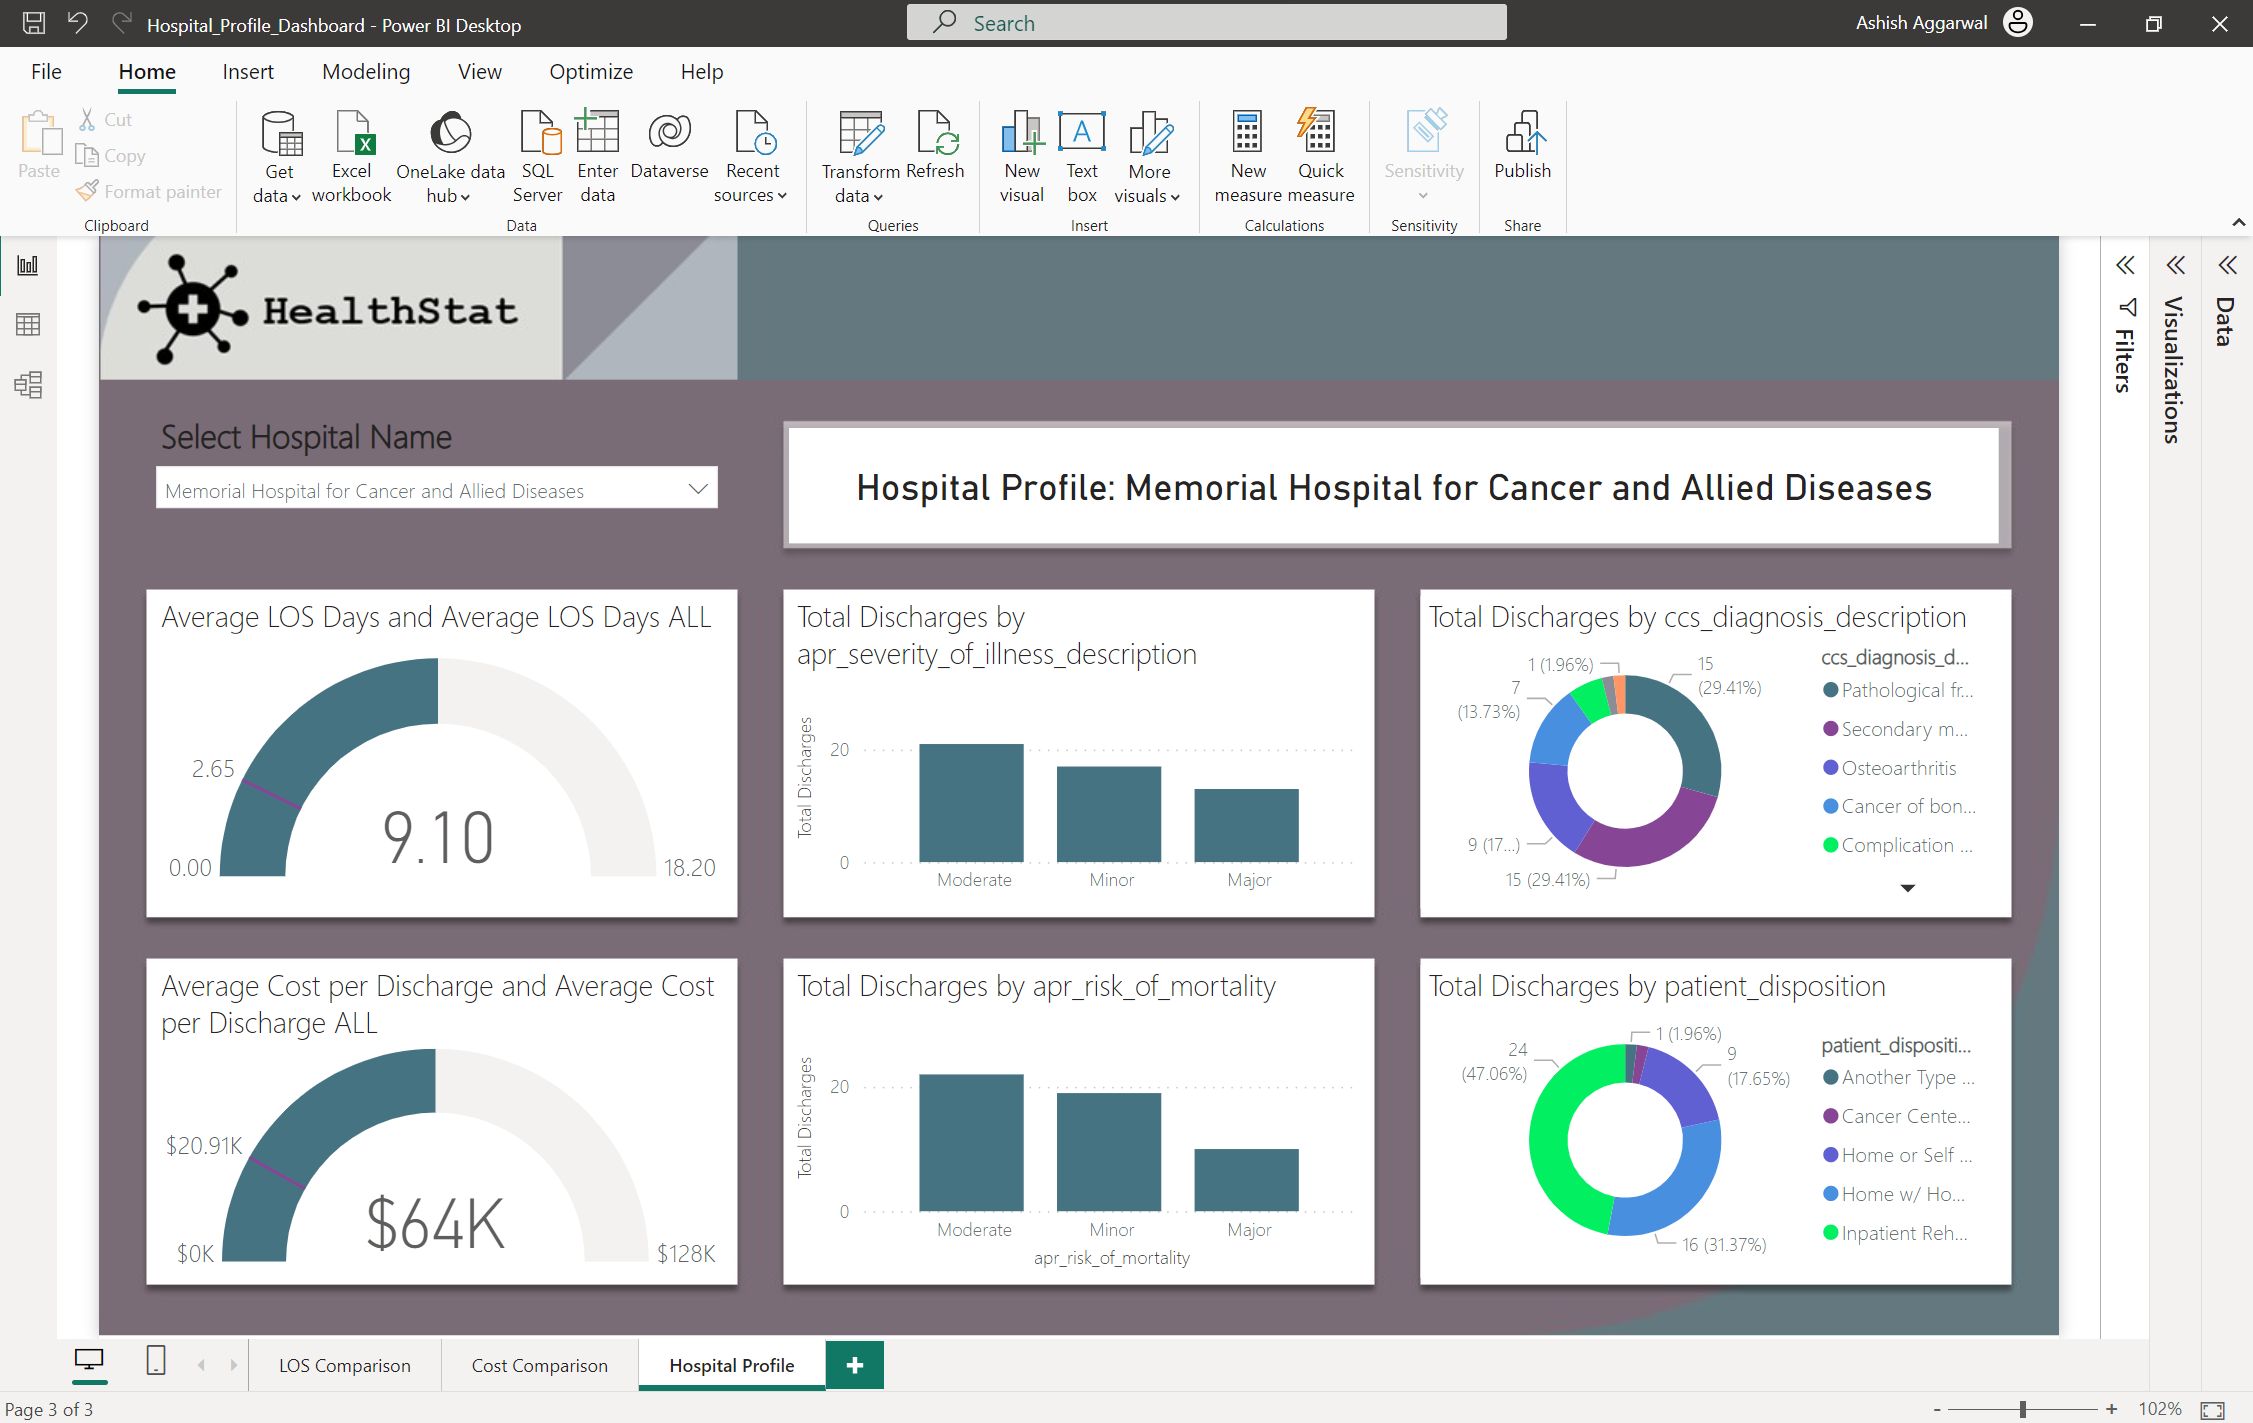 Hospital_Profile_Dashboard - Power BI Desktop
Search
Ashish Aggarwal
File
Home
Insert
Modeling
View
Optimize
Help
Paste
Cut
Copy
Format painter
Clipboard
Get
data
Excel
workbook
OneLake data
hub
SQL
Server
Enter
data
Dataverse
Recent
sources
Data
Transform
data
Refresh
Queries
New
visual
Text
box
More
visuals
Insert
New
measure
Quick
measure
Calculations
Sensitivity
Sensitivity
Publish
Share
HealthStat
Filters
Visualizations
Data
Select Hospital Name
Memorial Hospital for Cancer and Allied Diseases
Hospital Profile: Memorial Hospital for Cancer and Allied Diseases
Average LOS Days and Average LOS Days ALL
2.65
9.10
0.00
18.20
Total Discharges by
apr_severity_of_illness_description
Total Discharges
20
0
Moderate
Minor
Major
Total Discharges by ccs_diagnosis_description
1 (1.96%)
15
(29.41%)
7
(13.73%)
9 (17...)
15 (29.41%)
ccs_diagnosis_d...
Pathological fr...
Secondary m...
Osteoarthritis
Cancer of bon...
Complication ...
Average Cost per Discharge and Average Cost
per Discharge ALL
$20.91K
$64K
$0K
$128K
Total Discharges by apr_risk_of_mortality
Total Discharges
20
0
Moderate
Minor
Major
apr_risk_of_mortality
Total Discharges by patient_disposition
1 (1.96%)
24
(47.06%)
9
(17.65%)
16 (31.37%)
patient_dispositi...
Another Type ...
Cancer Cente...
Home or Self ...
Home w/ Ho...
Inpatient Reh...
LOS Comparison
Cost Comparison
Hospital Profile
+
Page 3 of 3
-
+
102%